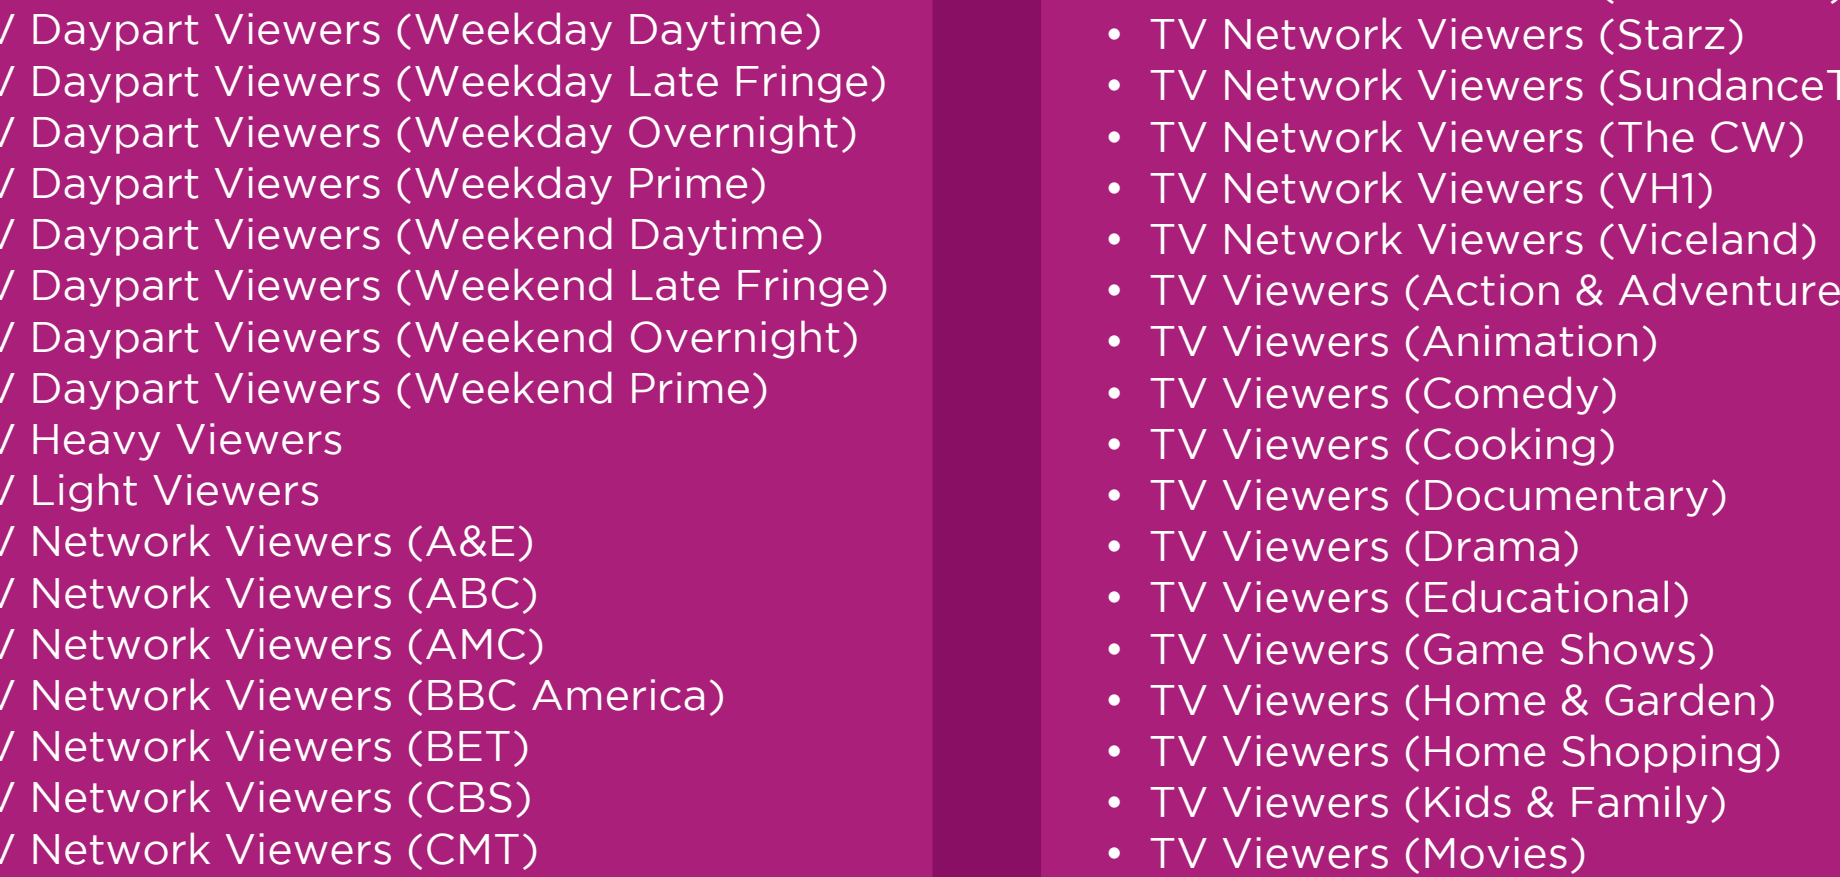 V Daypart Viewers (Weekday Daytime)
V Daypart Viewers (Weekday Late Fringe)
V Daypart Viewers (Weekday Overnight)
V Daypart Viewers (Weekday Prime)
V Daypart Viewers (Weekend Daytime)
V Daypart Viewers (Weekend Late Fringe)
V Daypart Viewers (Weekend Overnight)
V Daypart Viewers (Weekend Prime)
V Heavy Viewers
V Light Viewers
V Network Viewers (A&E)
V Network Viewers (ABC)
V Network Viewers (AMC)
V Network Viewers (BBC America)
V Network Viewers (BET)
V Network Viewers (CBS)
V Network Viewers (CMT)
• TV Network Viewers (Starz)
• TV Network Viewers (SundanceT
• TV Network Viewers (The CW)
• TV Network Viewers (VH1)
• TV Network Viewers (Viceland)
• TV Viewers (Action & Adventure
• TV Viewers (Animation)
• TV Viewers (Comedy)
• TV Viewers (Cooking)
• TV Viewers (Documentary)
• TV Viewers (Drama)
• TV Viewers (Educational)
• TV Viewers (Game Shows)
• TV Viewers (Home & Garden)
• TV Viewers (Home Shopping)
• TV Viewers (Kids & Family)
• TV Viewers (Movies)